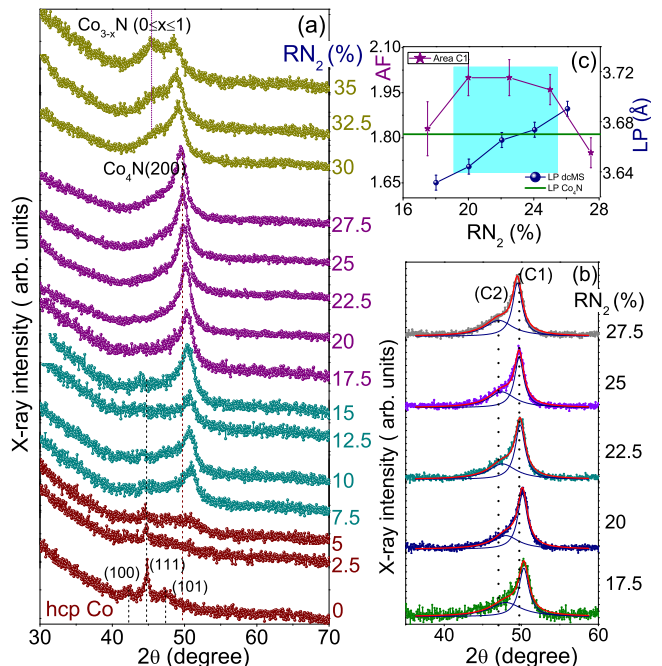 (a)
Co3-xN (0≤x≤1)
RN2 (%)
35
32.5
30
Co4N(200)
27.5
25
22.5
20
17.5
15
12.5
10
7.5
5
2.5
0
(100)
(111)
(101)
hcp Co
X-ray intensity ( arb. units)
30 40 50 60 70
2θ (degree)
(c)
Area C1
AF
2.10
1.95
1.80
1.65
3.72
3.68
3.64
LP (Å)
LP dcMS
LP Co4N
16 20 24 28
RN2 (%)
(b)
(C1)
(C2)
RN2 (%)
27.5
25
22.5
20
17.5
X-ray intensity ( arb. units)
40 50 60
2θ (degree)